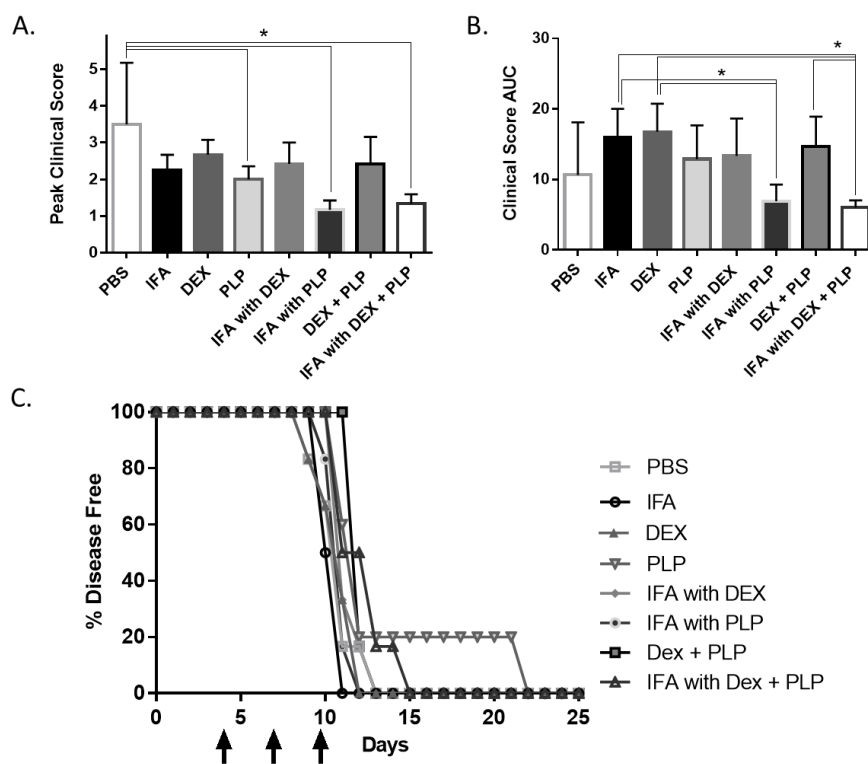 A.
*
Peak Clinical Score
5
4
3
2
1
0
PBS
IFA
DEX
PLP
IFA with DEX
IFA with PLP
DEX + PLP
IFA with DEX + PLP
B.
*
*
Clinical Score AUC
30
20
10
0
PBS
IFA
DEX
PLP
IFA with DEX
IFA with PLP
DEX + PLP
IFA with DEX + PLP
C.
% Disease Free
100
80
60
40
20
0
0 5 10 15 20 25
Days
PBS
IFA
DEX
PLP
IFA with DEX
IFA with PLP
Dex + PLP
IFA with Dex + PLP